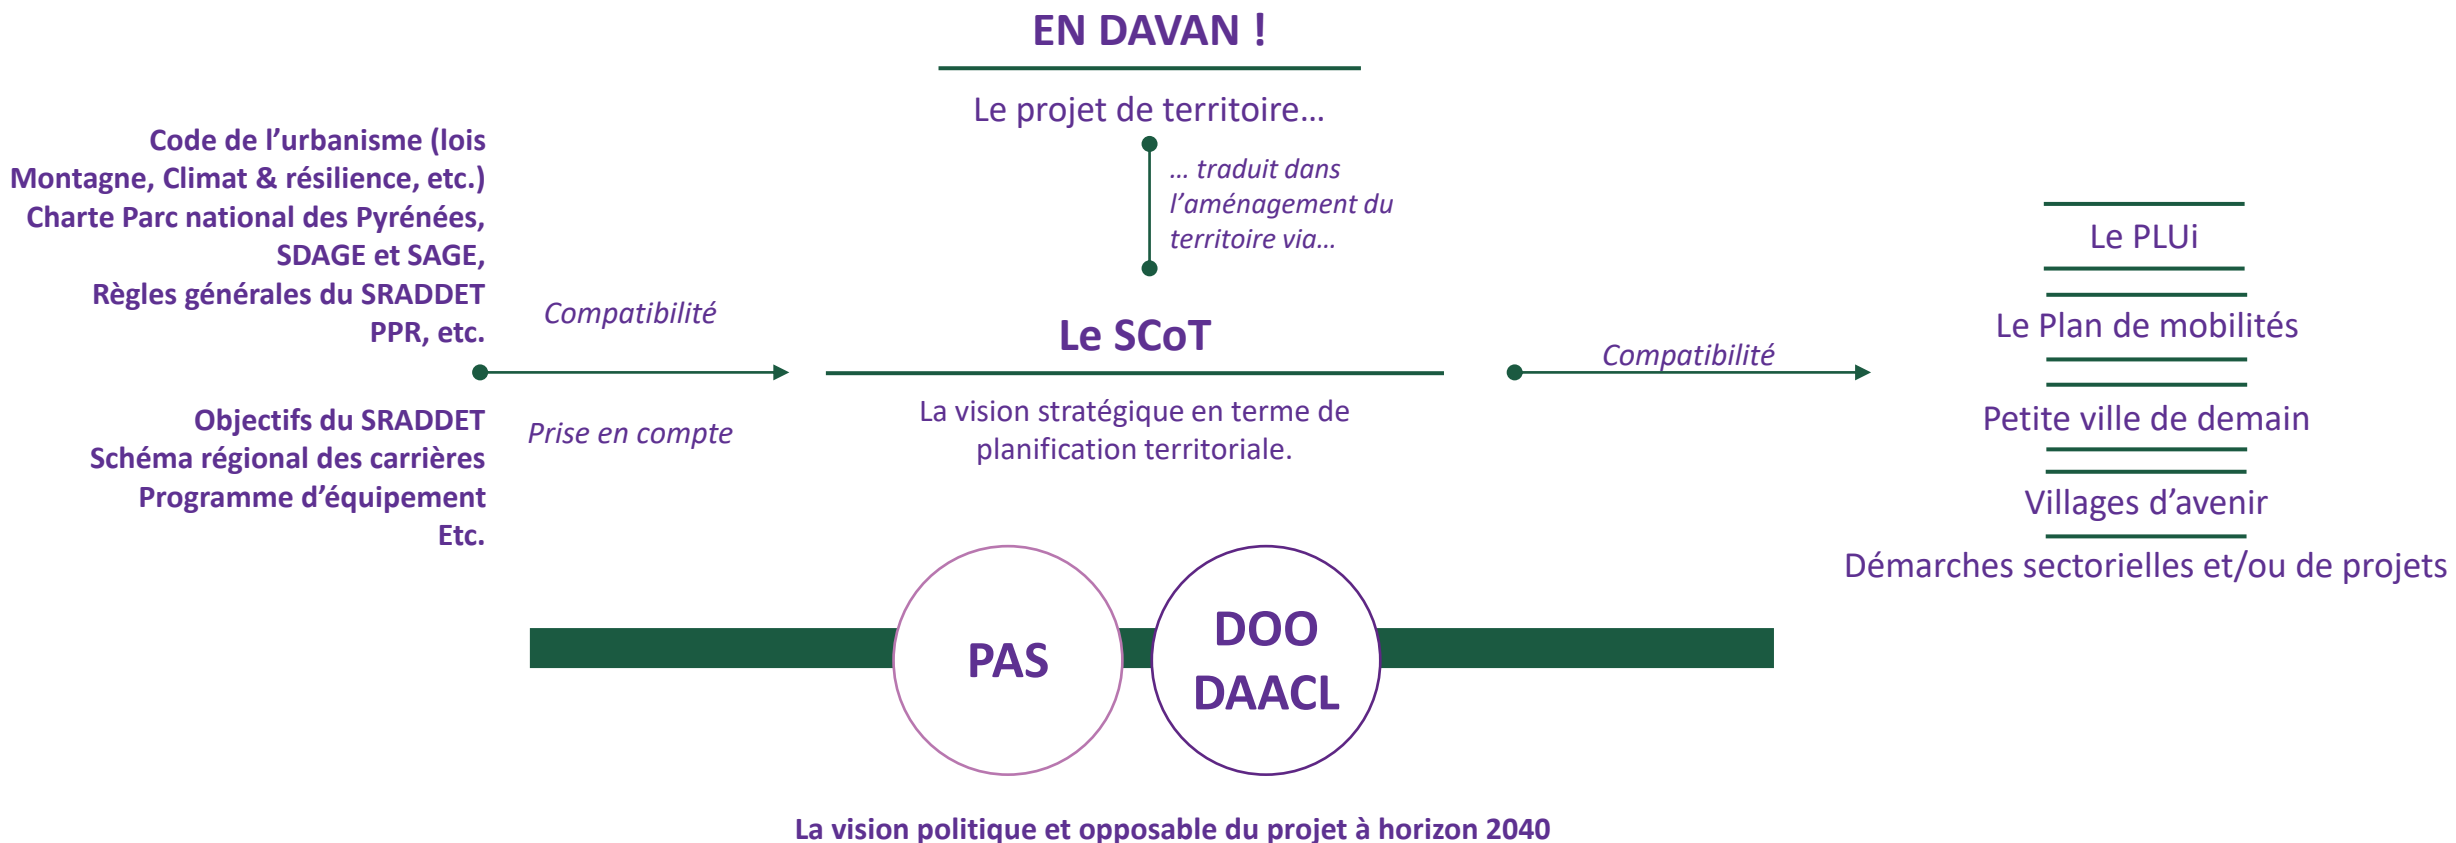 EN DAVAN !
Le projet de territoire…
… traduit dans
l’aménagement du
territoire via…
Code de l’urbanisme (lois
Montagne, Climat & résilience, etc.)
Charte Parc national des Pyrénées,
SDAGE et SAGE,
Règles générales du SRADDET
PPR, etc.
Compatibilité
Objectifs du SRADDET
Schéma régional des carrières
Programme d’équipement
Etc.
Prise en compte
Le SCoT
La vision stratégique en terme de
planification territoriale.
Compatibilité
Le PLUi
Le Plan de mobilités
Petite ville de demain
Villages d’avenir
Démarches sectorielles et/ou de projets
PAS
DOO
DAACL
La vision politique et opposable du projet à horizon 2040